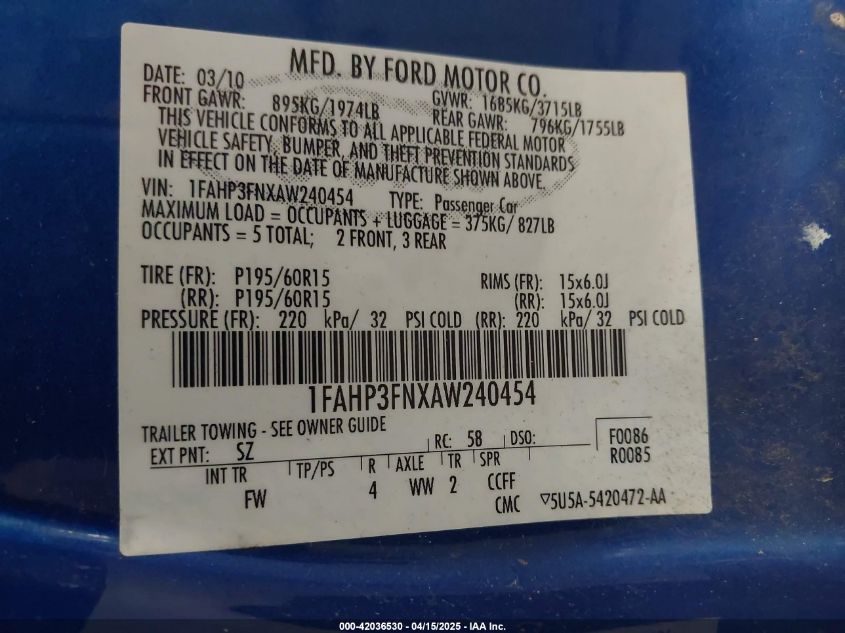 MFD. BY FORD MOTOR CO.
DATE: 03/10 GVWR: 1685KG/3715LB
FRONT GAWR: 895KG/1974LB REAR GAWR: 796KG/1755LB
THIS VEHICLE CONFORMS TO ALL APPLICABLE FEDERAL MOTOR
VEHICLE SAFETY, BUMPER, AND THEFT PREVENTION STANDARDS
IN EFFECT ON THE DATE OF MANUFACTURE SHOWN ABOVE.
VIN: 1FAHP3FNXAW240454 TYPE: Passenger Car
MAXIMUM LOAD = OCCUPANTS + LUGGAGE = 375KG/ 827LB
OCCUPANTS = 5 TOTAL; 2 FRONT, 3 REAR
TIRE (FR): P195/60R15 RIMS (FR): 15x6.0J
(RR): P195/60R15 (RR): 15x6.0J
PRESSURE (FR): 220 kPa/ 32 PSI COLD (RR): 220 kPa/ 32 PSI COLD
1FAHP3FNXAW240454
TRAILER TOWING - SEE OWNER GUIDE
EXT PNT: SZ RC: 58 DSO: F0086
R0085
INT TR TP/PS R AXLE TR SPR
FW 4 WW 2 CCFF
CMC ▽5U5A-5420472-AA
000-42036530 - 04/15/2025 - IAA Inc.